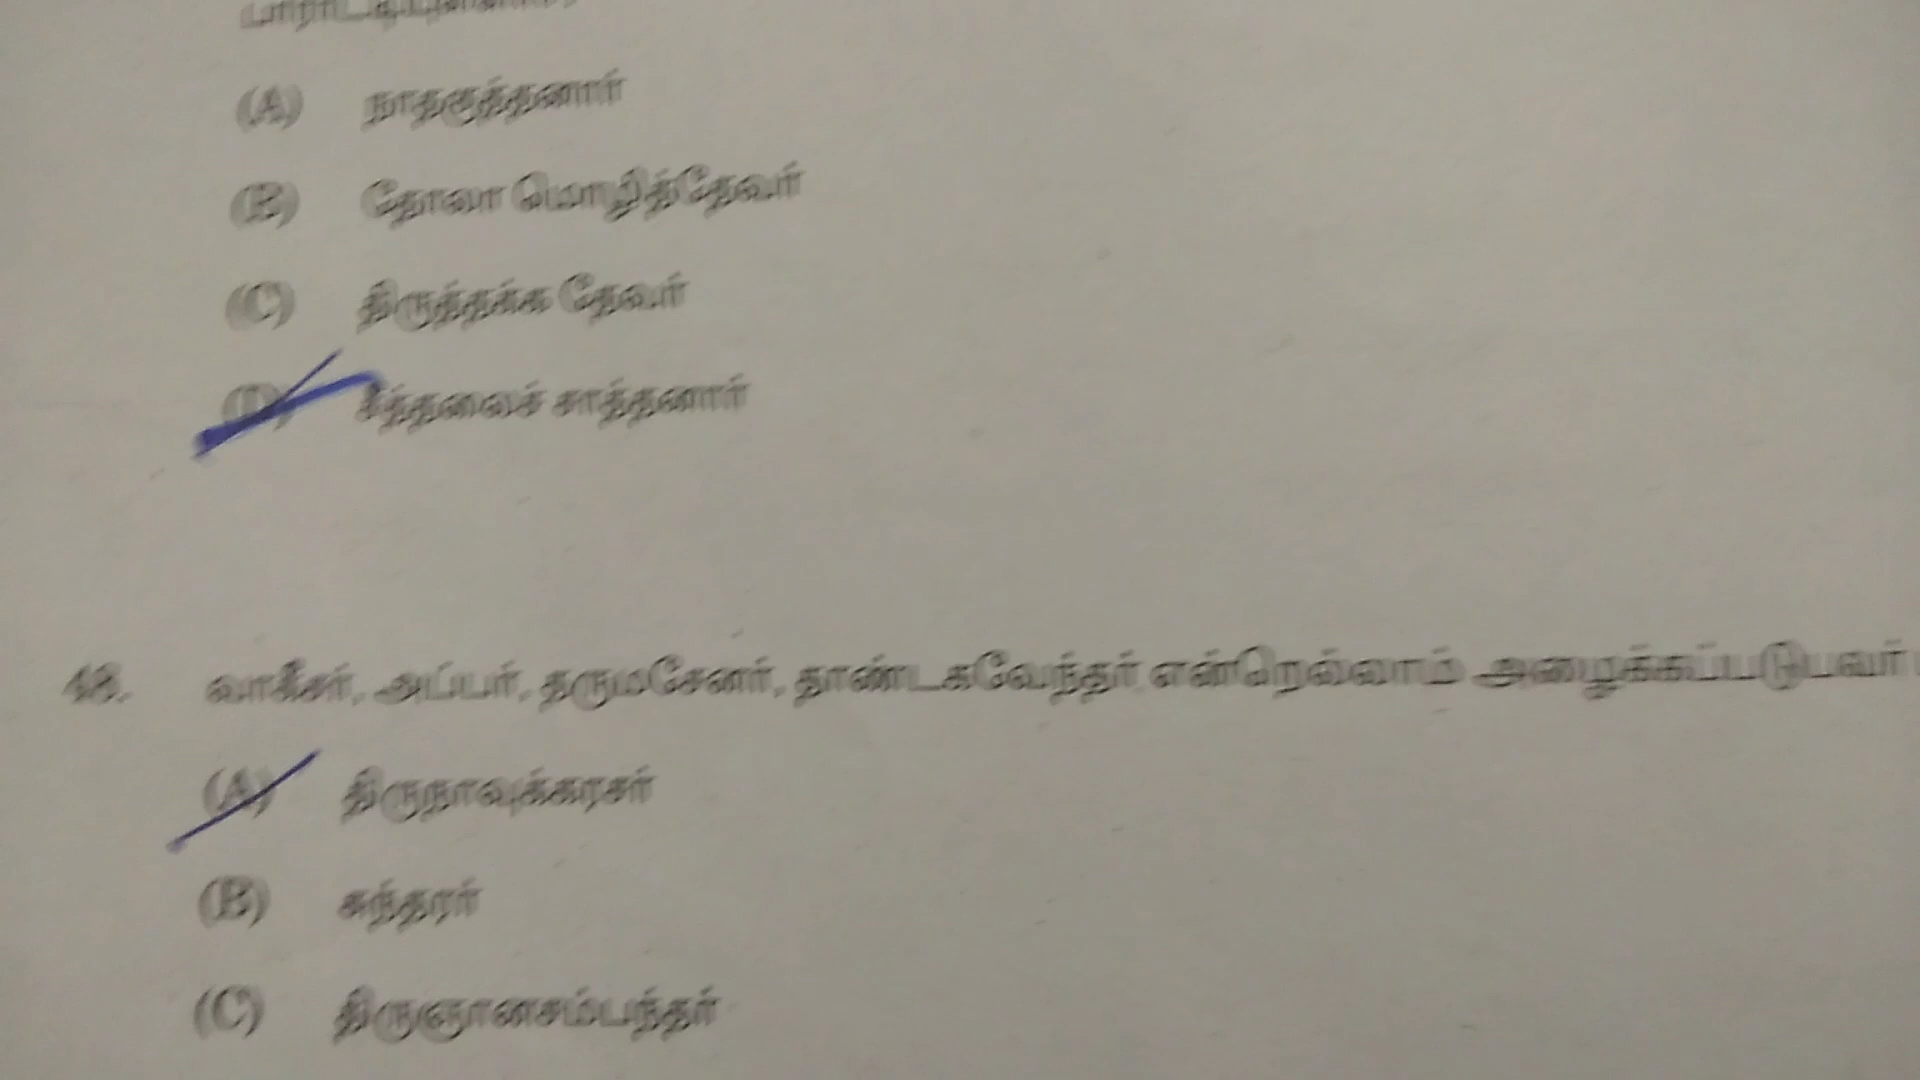 (A) நாதகுத்தனார்
(B) தோலா மொழித்தேவர்
(C) திருத்தக்க தேவர்
(D) சீத்தலைச் சாத்தனார்
48. வாகீசர், அப்பர், தருமசேனர், தாண்டகவேந்தர் என்றெல்லாம் அழைக்கப்படுபவர்
(A) திருநாவுக்கரசர்
(B) சுந்தரர்
(C) திருஞானசம்பந்தர்